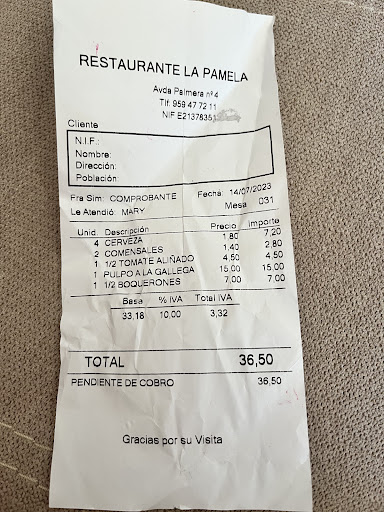 RESTAURANTE LA PAMELA
Avda Palmera nº 4
Tlf. 959 47 72 11
NIF E21378351
Cliente
N.I.F.:
Nombre:
Dirección:
Población:
Fra Sim: COMPROBANTE Fecha: 14/07/2023
Le Atendió: MARY Mesa 031
Unid. Descripción Precio Importe
4 CERVEZA 1,80 7,20
2 COMENSALES 1,40 2,80
1 1/2 TOMATE ALIÑADO 4,50 4,50
1 PULPO A LA GALLEGA 15,00 15,00
1 1/2 BOQUERONES 7,00 7,00
Base % IVA Total IVA
33,18 10,00 3,32
TOTAL 36,50
PENDIENTE DE COBRO 36,50
Gracias por su Visita